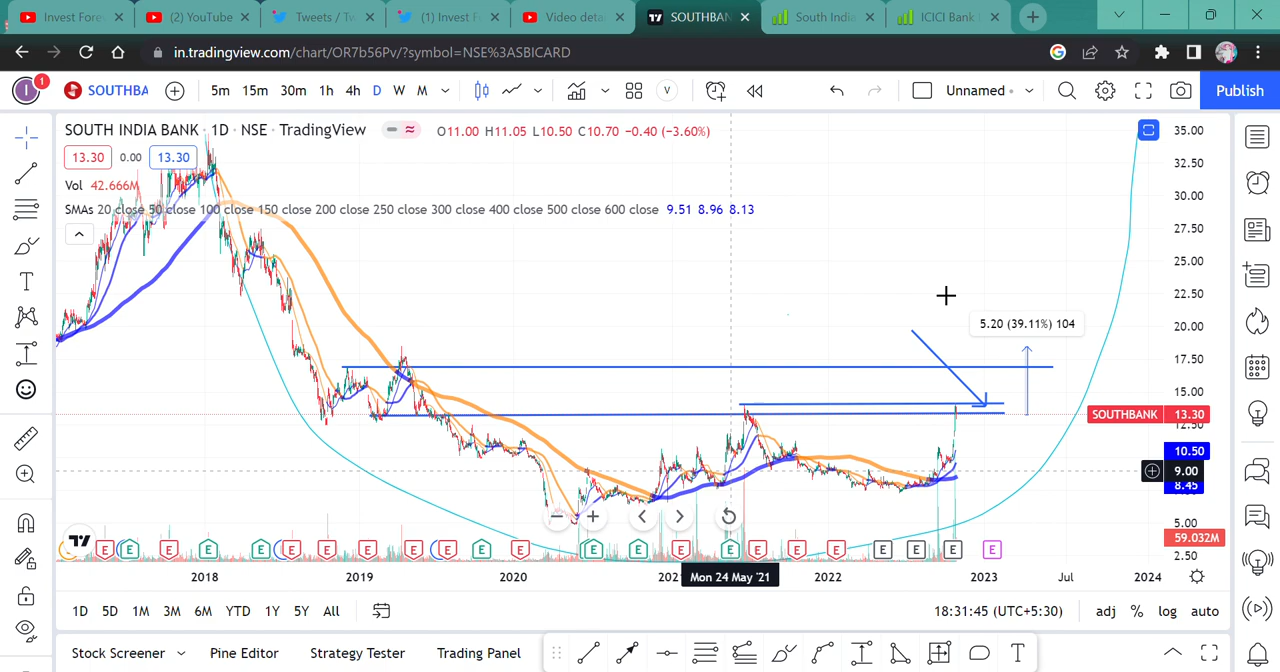 Invest Fore
(2) YouTube
Tweets / Tw
(1) Invest F
Video deta
SOUTHBAN
South India
ICICI Bank
in.tradingview.com/chart/OR7b56Pv/?symbol=NSE%3ASBICARD
I 1 SOUTHBA 5m 15m 30m 1h 4h D W M V Unnamed Publish
SOUTH INDIA BANK · 1D · NSE · TradingView O11.00 H11.05 L10.50 C10.70 −0.40 (−3.60%)
13.30 0.00 13.30
Vol 42.666M
SMAs 20 close 50 close 100 close 150 close 200 close 250 close 300 close 400 close 500 close 600 close 9.51 8.96 8.13
35.00
32.50
30.00
27.50
25.00
22.50
20.00
17.50
15.00
12.50
5.00
2.50
5.20 (39.11%) 104
SOUTHBANK 13.30
10.50
9.00
8.45
59.032M
E E E E E E E E E E E E E E E E E E E E E E
2018 2019 2020 2021 Mon 24 May '21 2022 2023 Jul 2024
1D 5D 1M 3M 6M YTD 1Y 5Y All 18:31:45 (UTC+5:30) adj % log auto
Stock Screener Pine Editor Strategy Tester Trading Panel